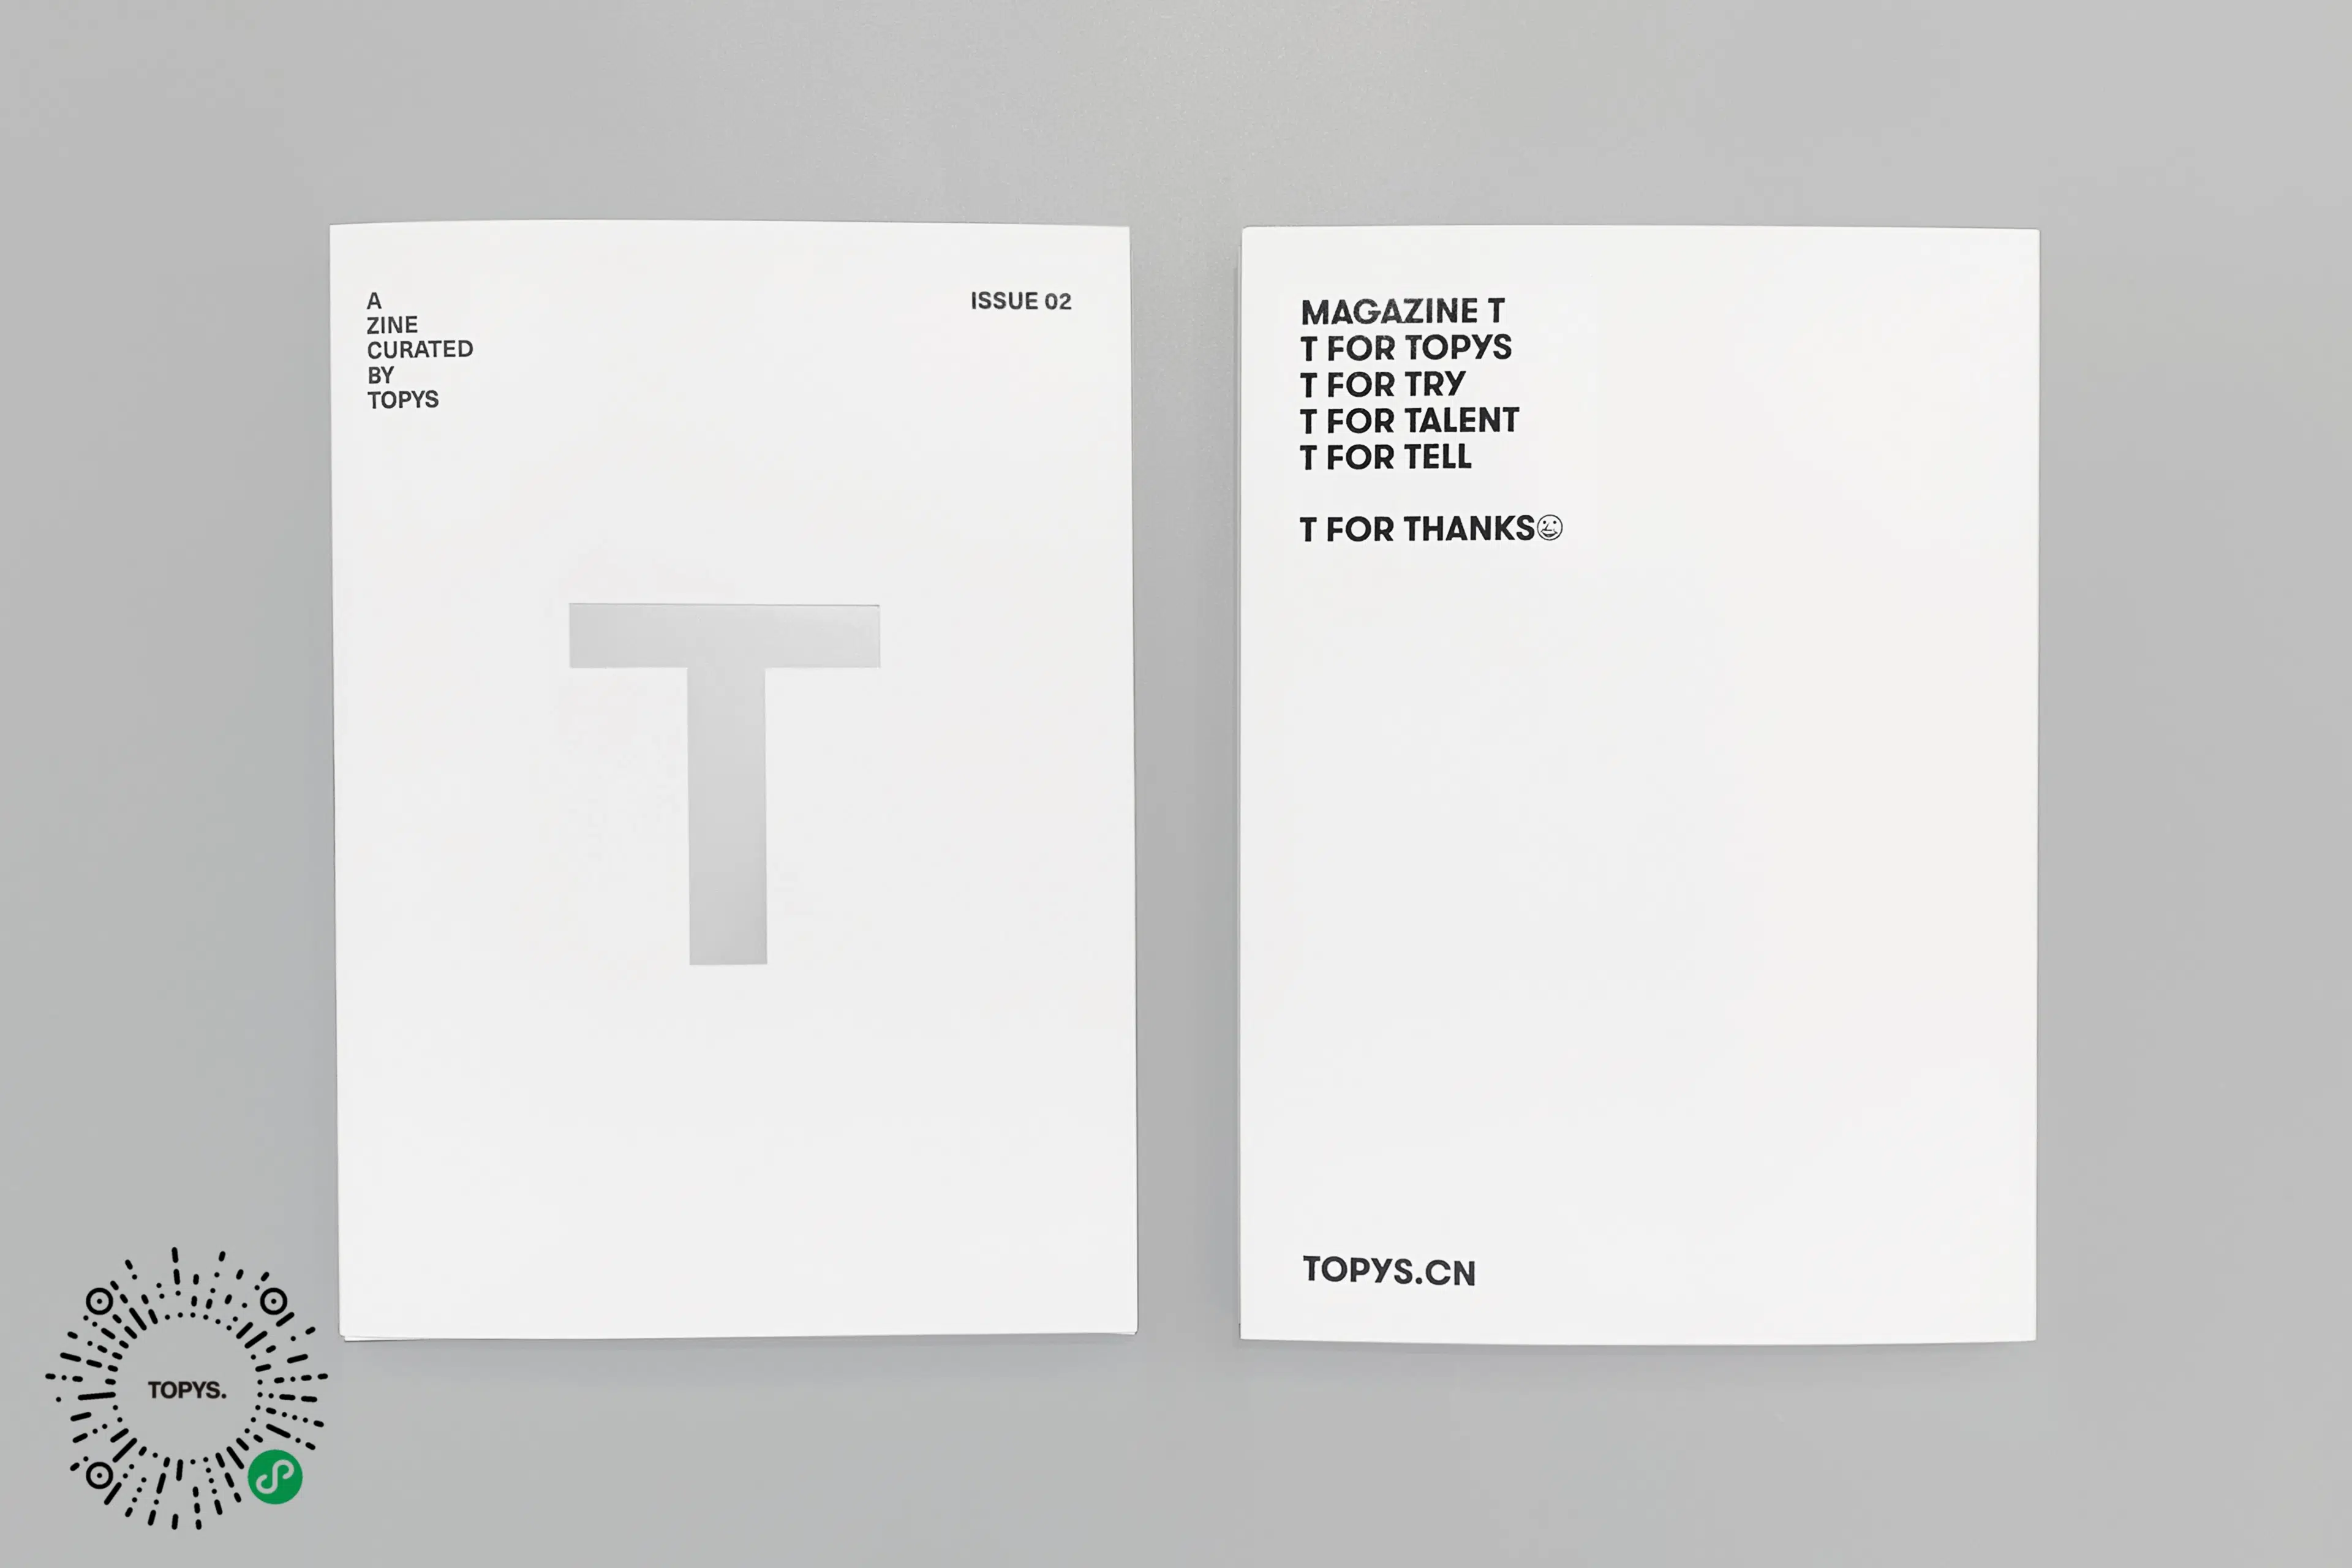 A
ZINE
CURATED
BY
TOPYS
ISSUE 02
T
MAGAZINE T
T FOR TOPYS
T FOR TRY
T FOR TALENT
T FOR TELL
T FOR THANKS☺
TOPYS.CN
TOPYS.